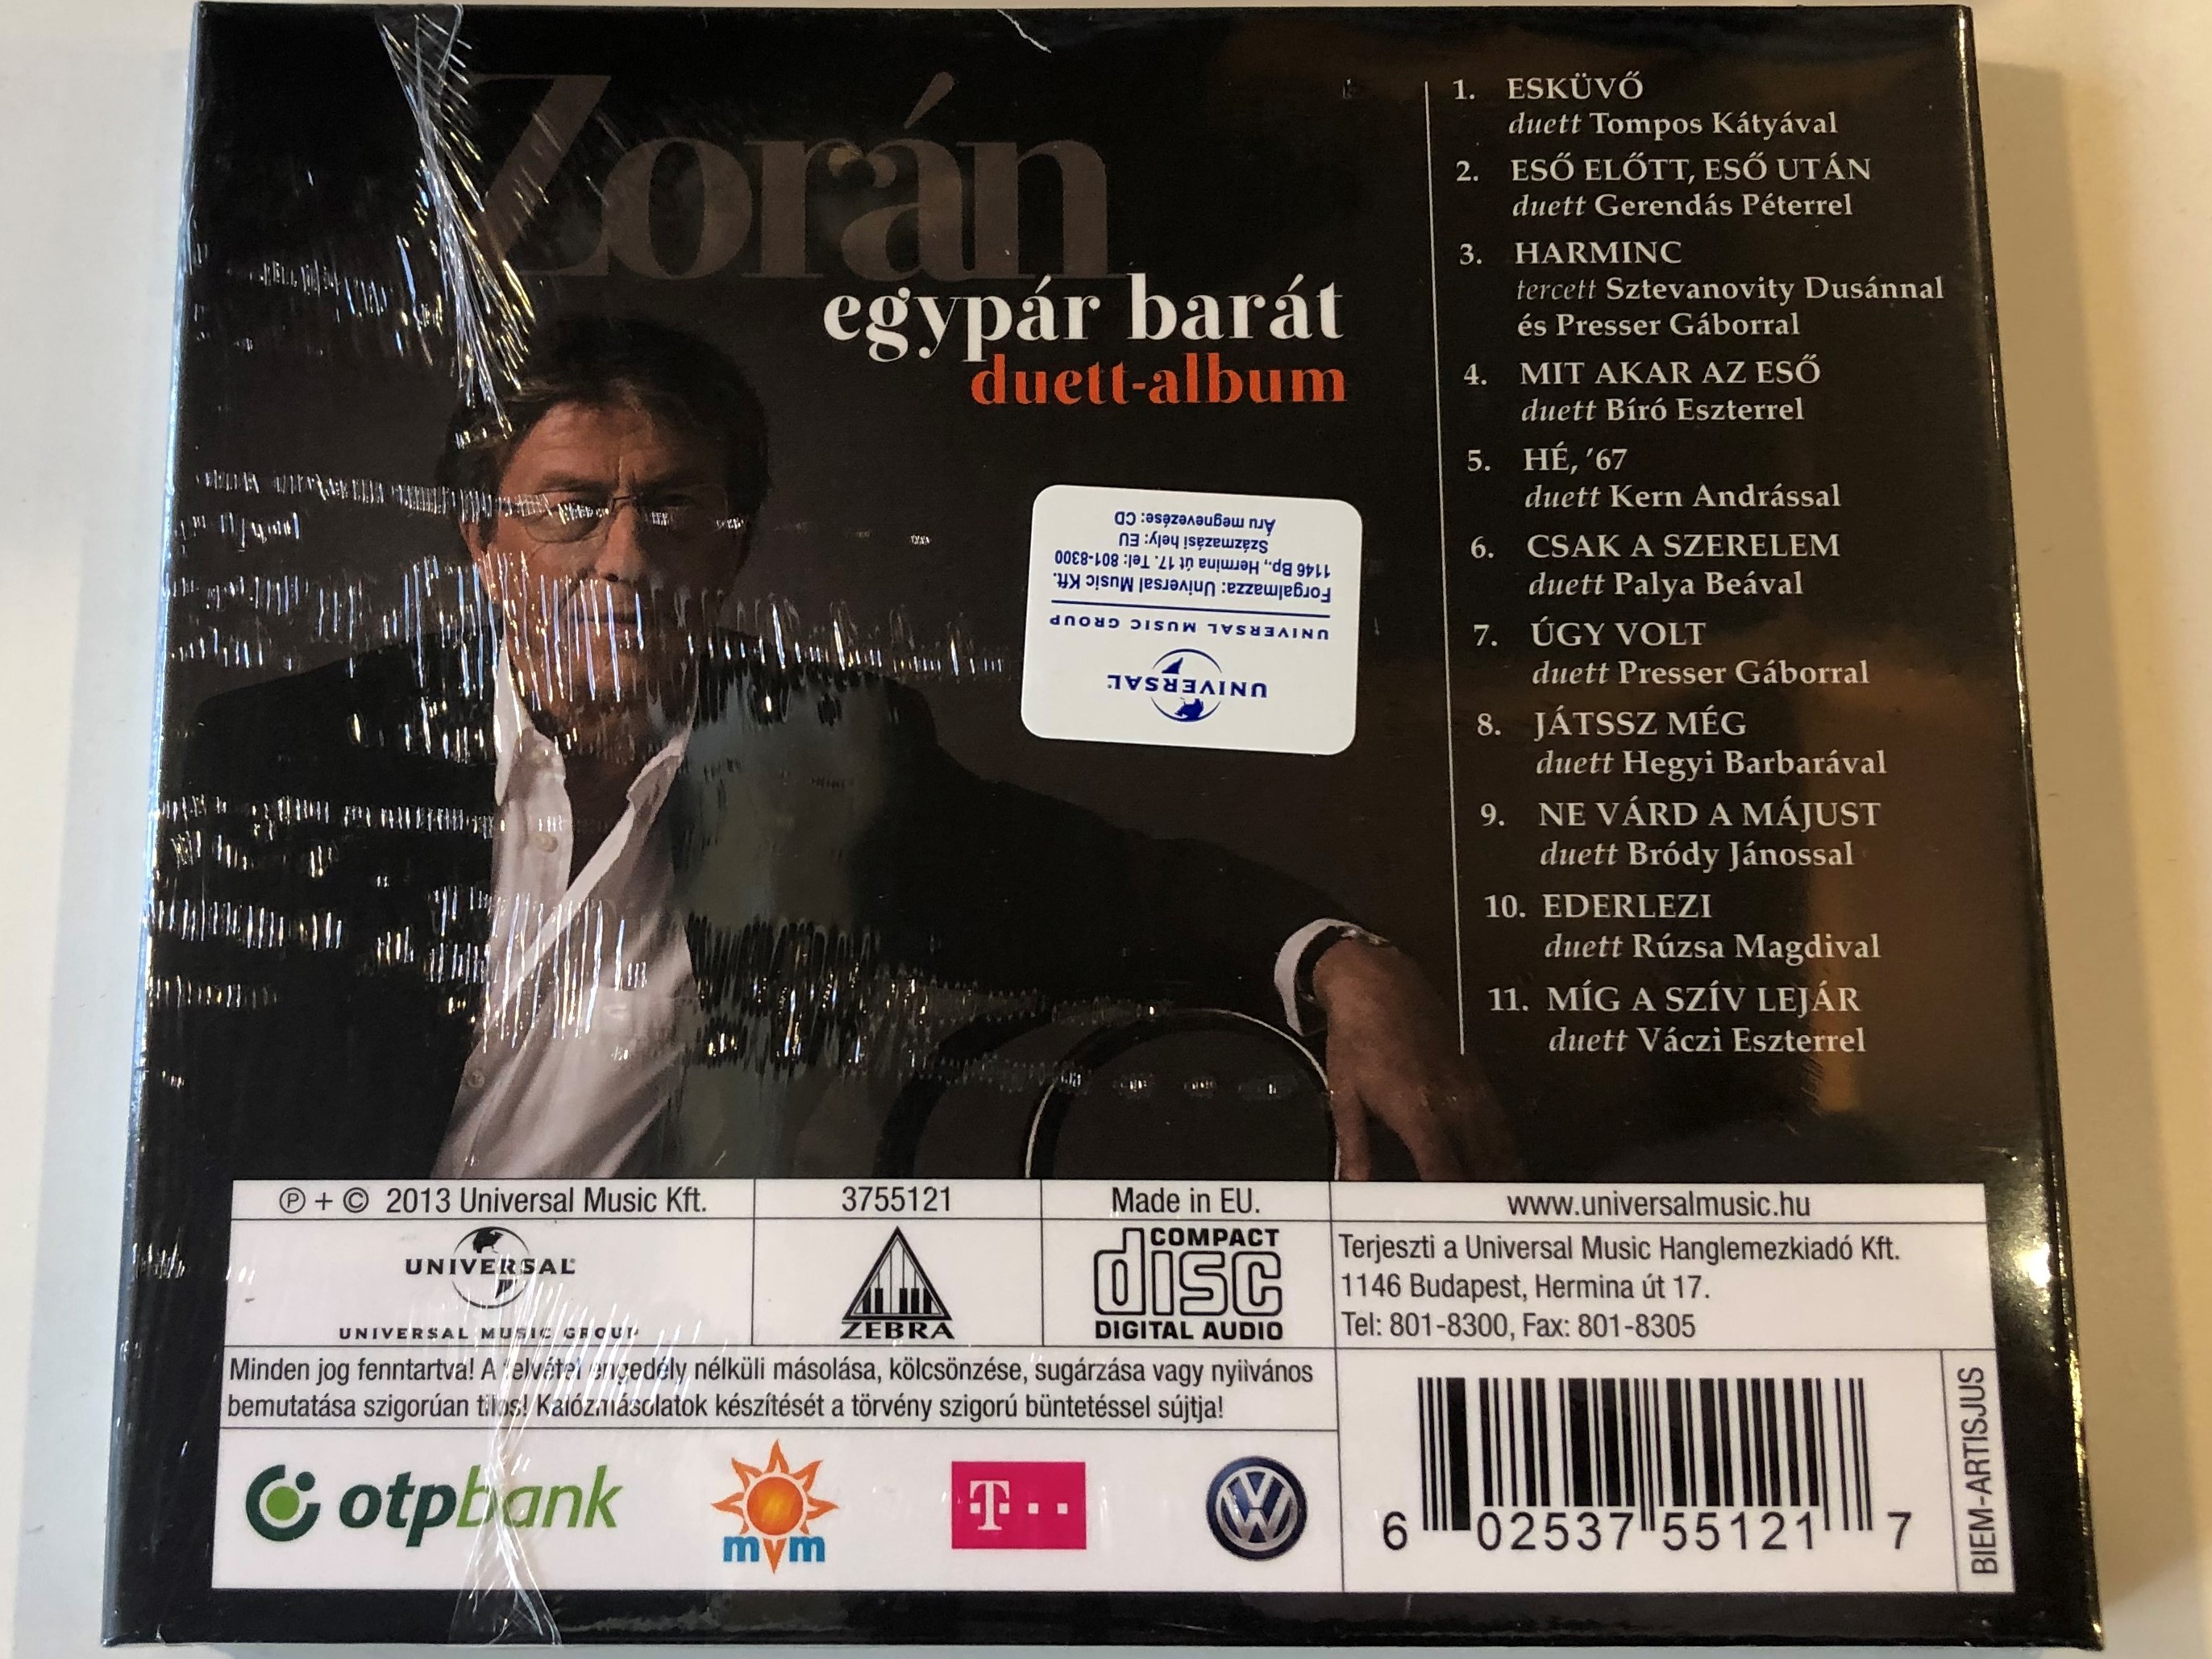 Zorán
egypár barát
duett-album
1. ESKÜVŐ
duett Tompos Kátyával
2. ESŐ ELŐTT, ESŐ UTÁN
duett Gerendás Péterrel
3. HARMINC
tercett Sztevanovity Dusánnal
és Presser Gáborral
4. MIT AKAR AZ ESŐ
duett Bíró Eszterrel
5. HÉ, ’67
duett Kern Andrással
6. CSAK A SZERELEM
duett Palya Beával
7. ÚGY VOLT
duett Presser Gáborral
8. JÁTSSZ MÉG
duett Hegyi Barbarával
9. NE VÁRD A MÁJUST
duett Bródy Jánossal
10. EDERLEZI
duett Rúzsa Magdival
11. MÍG A SZÍV LEJÁR
duett Váczi Eszterrel
UNIVERSAL
UNIVERSAL MUSIC GROUP
Forgalmazza: Universal Music Kft.
1146 Bp., Hermina út 17. Tel: 801-8300
Származási hely: EU
Áru megnevezése: CD
℗ + © 2013 Universal Music Kft.
3755121
Made in EU.
www.universalmusic.hu
UNIVERSAL
UNIVERSAL MUSIC GROUP
ZEBRA
COMPACT
disc
DIGITAL AUDIO
Terjeszti a Universal Music Hanglemezkiadó Kft.
1146 Budapest, Hermina út 17.
Tel: 801-8300, Fax: 801-8305
Minden jog fenntartva! A felvétel engedély nélküli másolása, kölcsönzése, sugárzása vagy nyiivános
bemutatása szigorúan tilos! Kalózmásolatok készítését a törvény szigorú büntetéssel sújtja!
otpbank
mvm
T
VW
6 02537 55121 7
BIEM-ARTISJUS